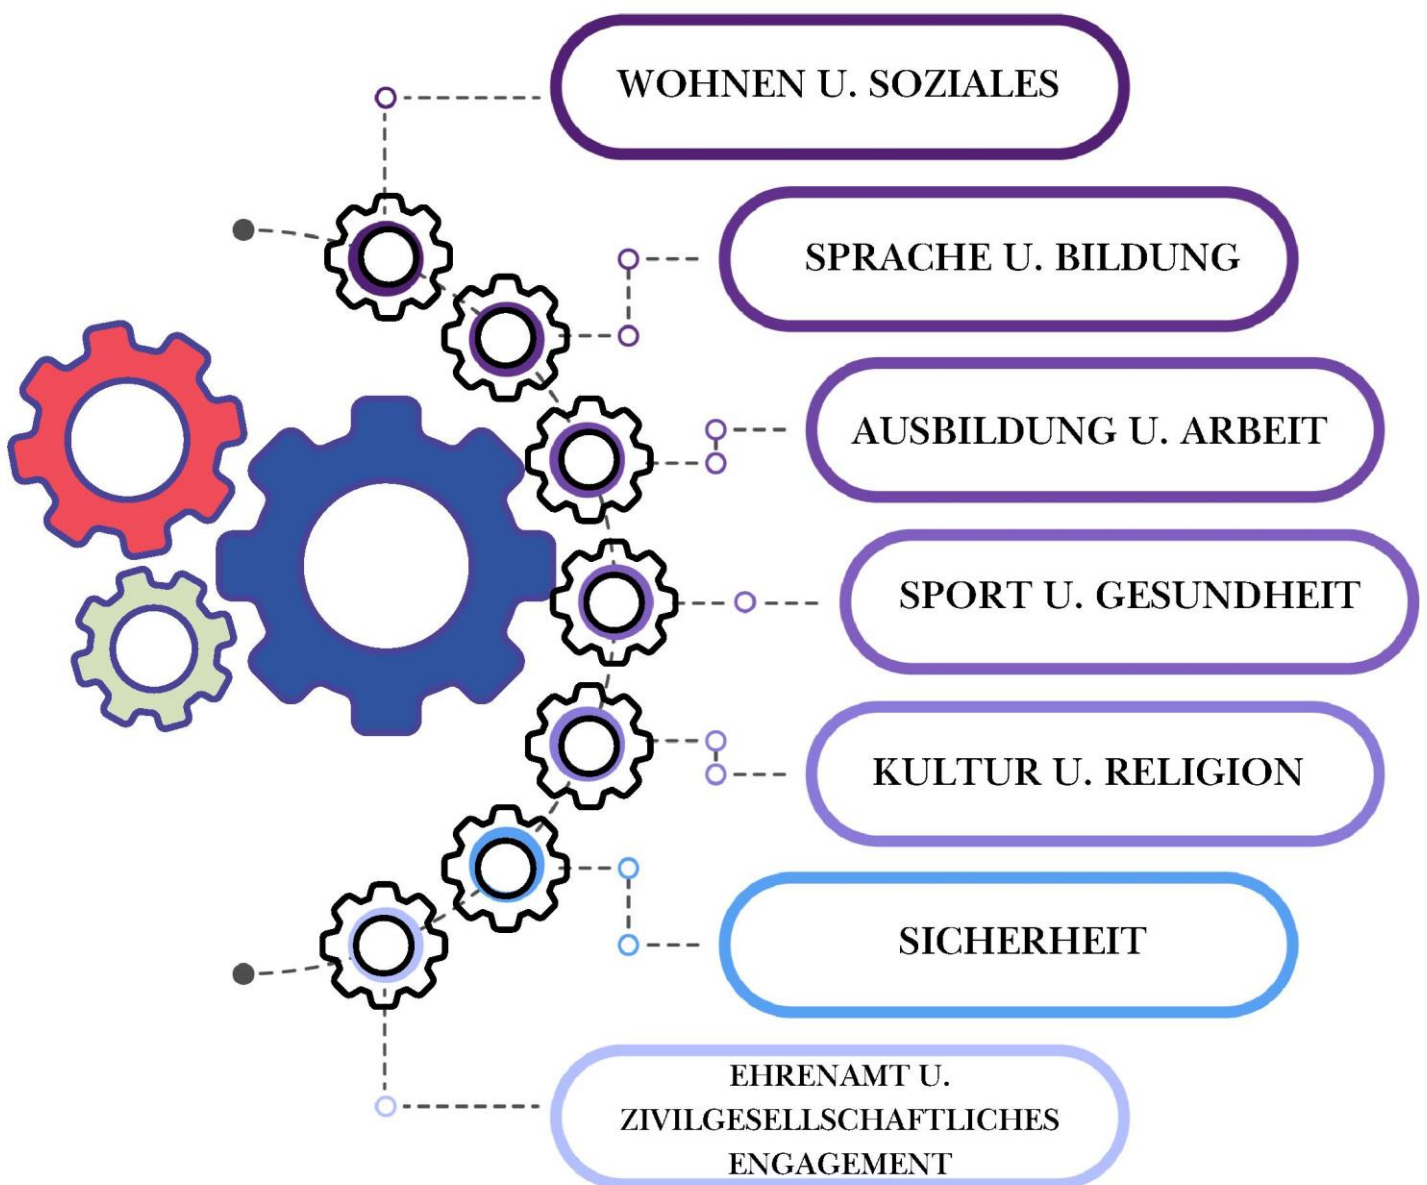 WOHNEN U. SOZIALES
SPRACHE U. BILDUNG
AUSBILDUNG U. ARBEIT
SPORT U. GESUNDHEIT
KULTUR U. RELIGION
SICHERHEIT
EHRENAMT U.
ZIVILGESELLSCHAFTLICHES
ENGAGEMENT